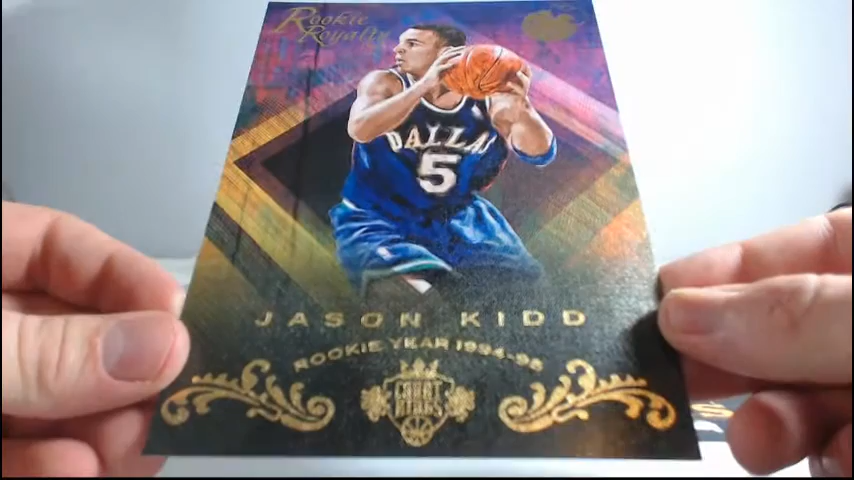 Rookie
Royalty
DALLAS
5
JASON KIDD
ROOKIE YEAR 1994-95
COURT
KINGS